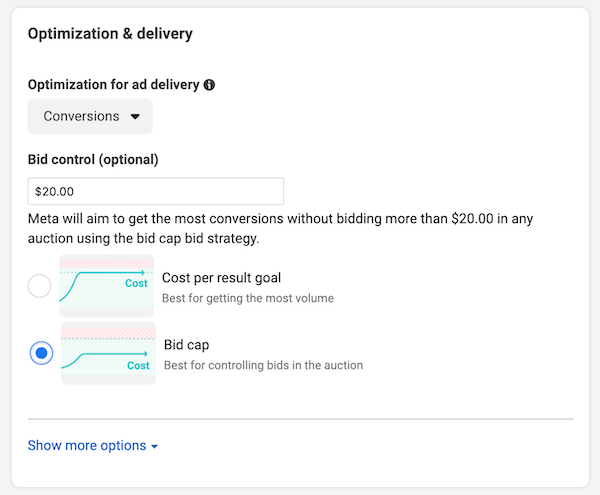 Optimization & delivery
Optimization for ad delivery
Conversions
Bid control (optional)
$20.00
Meta will aim to get the most conversions without bidding more than $20.00 in any
auction using the bid cap bid strategy.
Cost
Cost per result goal
Best for getting the most volume
Cost
Bid cap
Best for controlling bids in the auction
Show more options